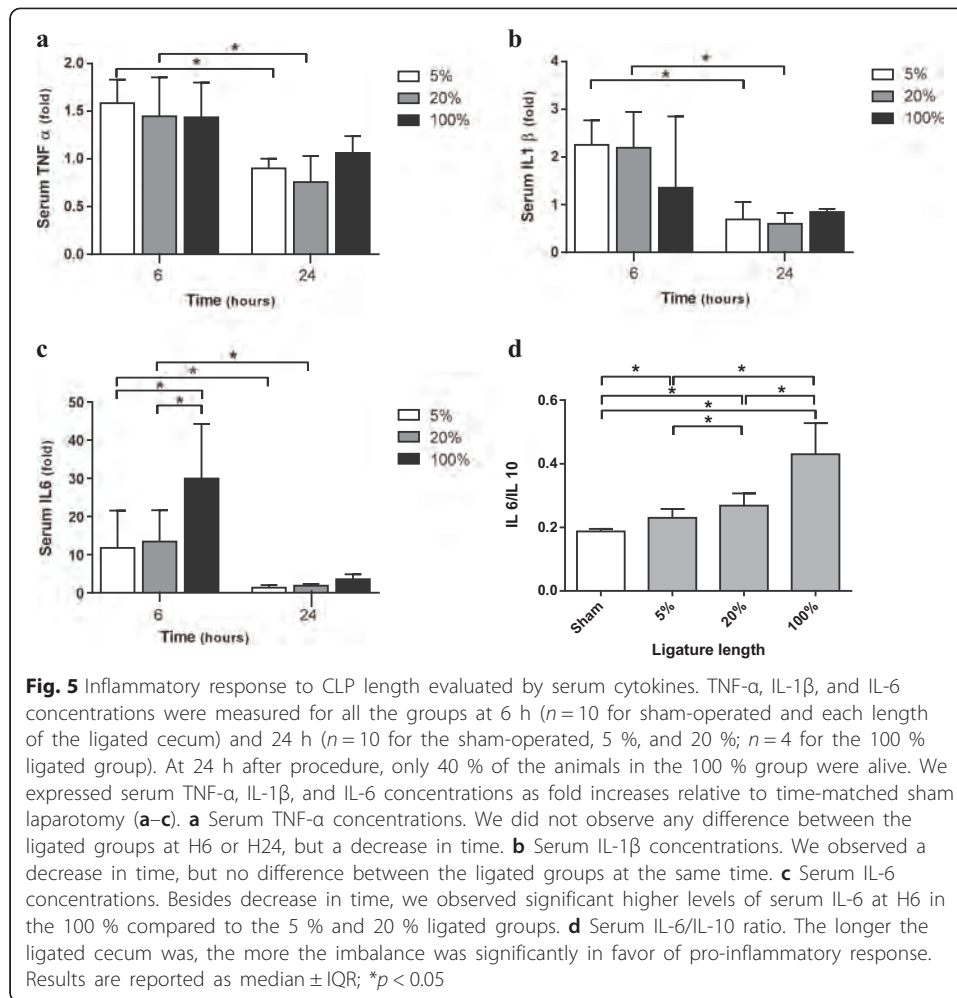 a
*
*
2.0
1.5
1.0
0.5
0.0
Serum TNF α (fold)
5%
20%
100%
6
24
Time (hours)
b
*
*
4
3
2
1
0
Serum IL1 β (fold)
5%
20%
100%
6
24
Time (hours)
c
*
*
*
*
50
40
30
20
10
0
Serum IL6 (fold)
5%
20%
100%
6
24
Time (hours)
d
*
*
*
*
*
*
0.6
0.4
0.2
0.0
IL 6/IL 10
Sham
5%
20%
100%
Ligature length
Fig. 5 Inflammatory response to CLP length evaluated by serum cytokines. TNF-α, IL-1β, and IL-6
concentrations were measured for all the groups at 6 h (n = 10 for sham-operated and each length
of the ligated cecum) and 24 h (n = 10 for the sham-operated, 5 %, and 20 %; n = 4 for the 100 %
ligated group). At 24 h after procedure, only 40 % of the animals in the 100 % group were alive. We
expressed serum TNF-α, IL-1β, and IL-6 concentrations as fold increases relative to time-matched sham
laparotomy (a–c). a Serum TNF-α concentrations. We did not observe any difference between the
ligated groups at H6 or H24, but a decrease in time. b Serum IL-1β concentrations. We observed a
decrease in time, but no difference between the ligated groups at the same time. c Serum IL-6
concentrations. Besides decrease in time, we observed significant higher levels of serum IL-6 at H6 in
the 100 % compared to the 5 % and 20 % ligated groups. d Serum IL-6/IL-10 ratio. The longer the
ligated cecum was, the more the imbalance was significantly in favor of pro-inflammatory response.
Results are reported as median ± IQR; *p < 0.05